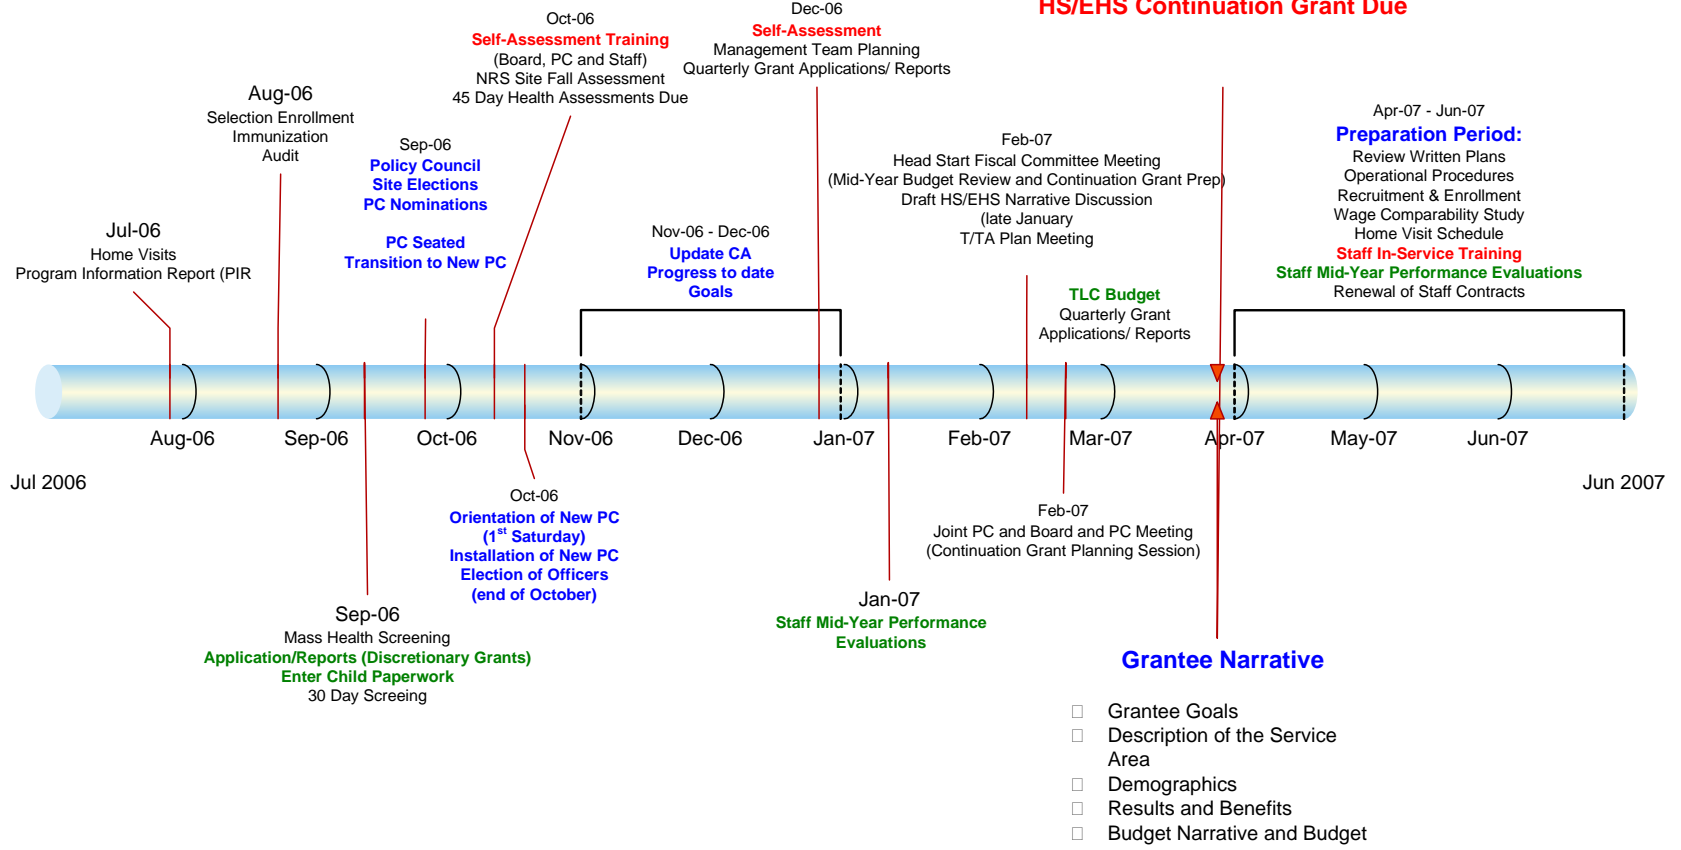 HS/EHS Continuation Grant Due
Dec-06
Self-Assessment
Management Team Planning
Quarterly Grant Applications/ Reports
Oct-06
Self-Assessment Training
(Board, PC and Staff)
NRS Site Fall Assessment
45 Day Health Assessments Due
Aug-06
Selection Enrollment
Immunization
Audit
Sep-06
Policy Council
Site Elections
PC Nominations
PC Seated
Transition to New PC
Jul-06
Home Visits
Program Information Report (PIR
Nov-06 - Dec-06
Update CA
Progress to date
Goals
Feb-07
Head Start Fiscal Committee Meeting
(Mid-Year Budget Review and Continuation Grant Prep)
Draft HS/EHS Narrative Discussion
(late January
T/TA Plan Meeting
TLC Budget
Quarterly Grant
Applications/ Reports
Apr-07 - Jun-07
Preparation Period:
Review Written Plans
Operational Procedures
Recruitment & Enrollment
Wage Comparability Study
Home Visit Schedule
Staff In-Service Training
Staff Mid-Year Performance Evaluations
Renewal of Staff Contracts
Aug-06
Sep-06
Oct-06
Nov-06
Dec-06
Jan-07
Feb-07
Mar-07
Apr-07
May-07
Jun-07
Jul 2006
Jun 2007
Sep-06
Mass Health Screening
Application/Reports (Discretionary Grants)
Enter Child Paperwork
30 Day Screeing
Oct-06
Orientation of New PC
(1st Saturday)
Installation of New PC
Election of Officers
(end of October)
Jan-07
Staff Mid-Year Performance
Evaluations
Feb-07
Joint PC and Board and PC Meeting
(Continuation Grant Planning Session)
Grantee Narrative
Grantee Goals
Description of the Service
Area
Demographics
Results and Benefits
Budget Narrative and Budget